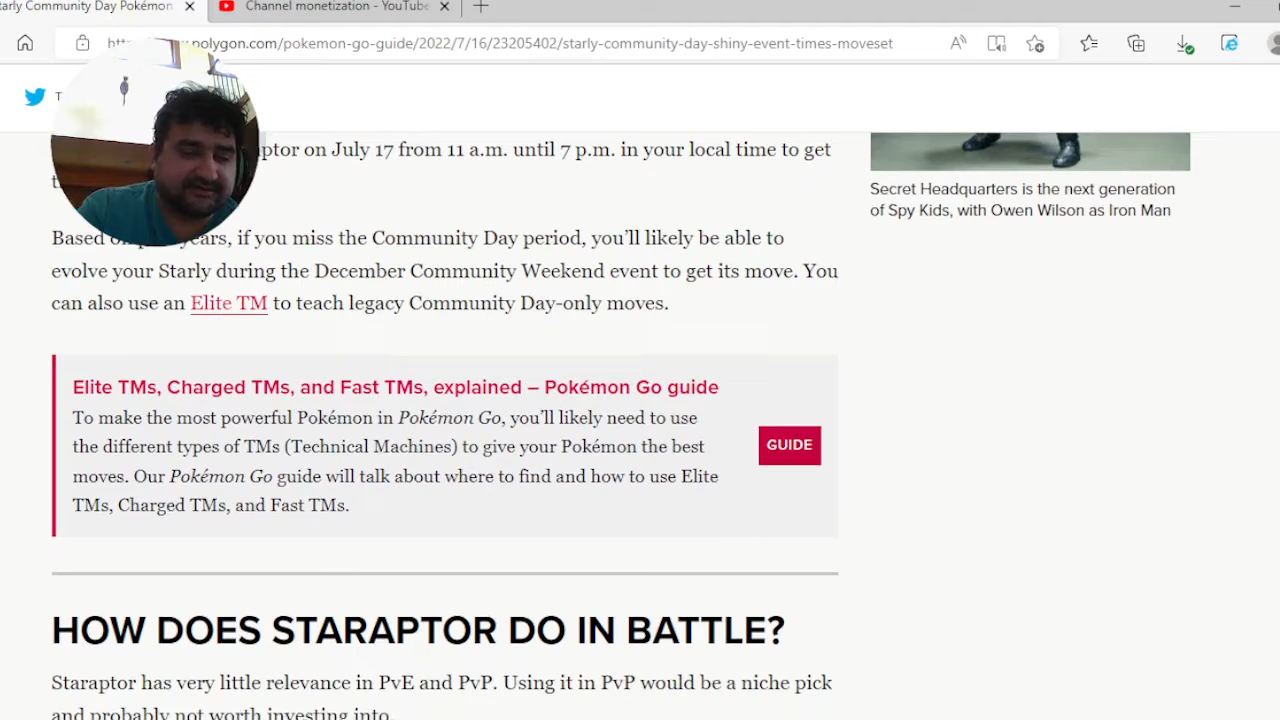 arly Community Day Pokémon
Channel monetization - YouTube
polygon.com/pokemon-go-guide/2022/7/16/23205402/starly-community-day-shiny-event-times-moveset
T
ptor on July 17 from 11 a.m. until 7 p.m. in your local time to get
Secret Headquarters is the next generation
of Spy Kids, with Owen Wilson as Iron Man
Based years, if you miss the Community Day period, you'll likely be able to
evolve your Starly during the December Community Weekend event to get its move. You
can also use an Elite TM to teach legacy Community Day-only moves.
Elite TMs, Charged TMs, and Fast TMs, explained – Pokémon Go guide
To make the most powerful Pokémon in Pokémon Go, you'll likely need to use
the different types of TMs (Technical Machines) to give your Pokémon the best
GUIDE
moves. Our Pokémon Go guide will talk about where to find and how to use Elite
TMs, Charged TMs, and Fast TMs.
HOW DOES STARAPTOR DO IN BATTLE?
Staraptor has very little relevance in PvE and PvP. Using it in PvP would be a niche pick
and probably not worth investing into.